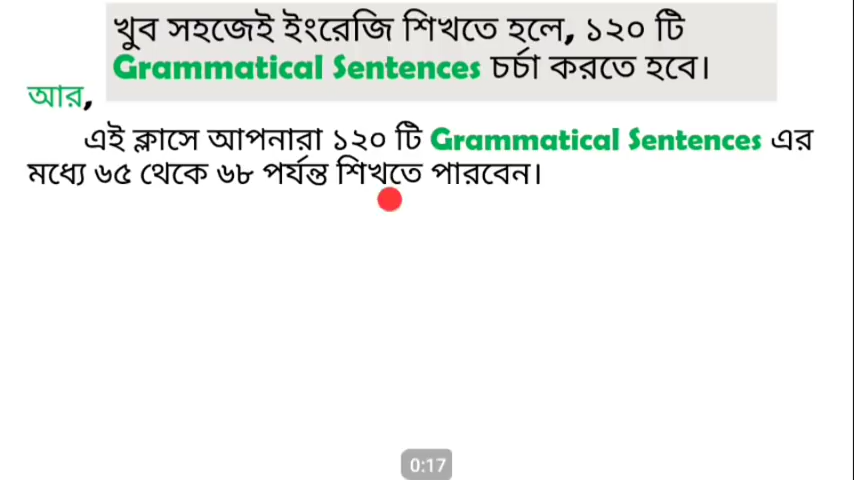 খুব সহজেই ইংরেজি শিখতে হলে, ১২০ টি
Grammatical Sentences চর্চা করতে হবে।
আর,
এই ক্লাসে আপনারা ১২০ টি Grammatical Sentences এর
মধ্যে ৬৫ থেকে ৬৮ পর্যন্ত শিখতে পারবেন।
0:17